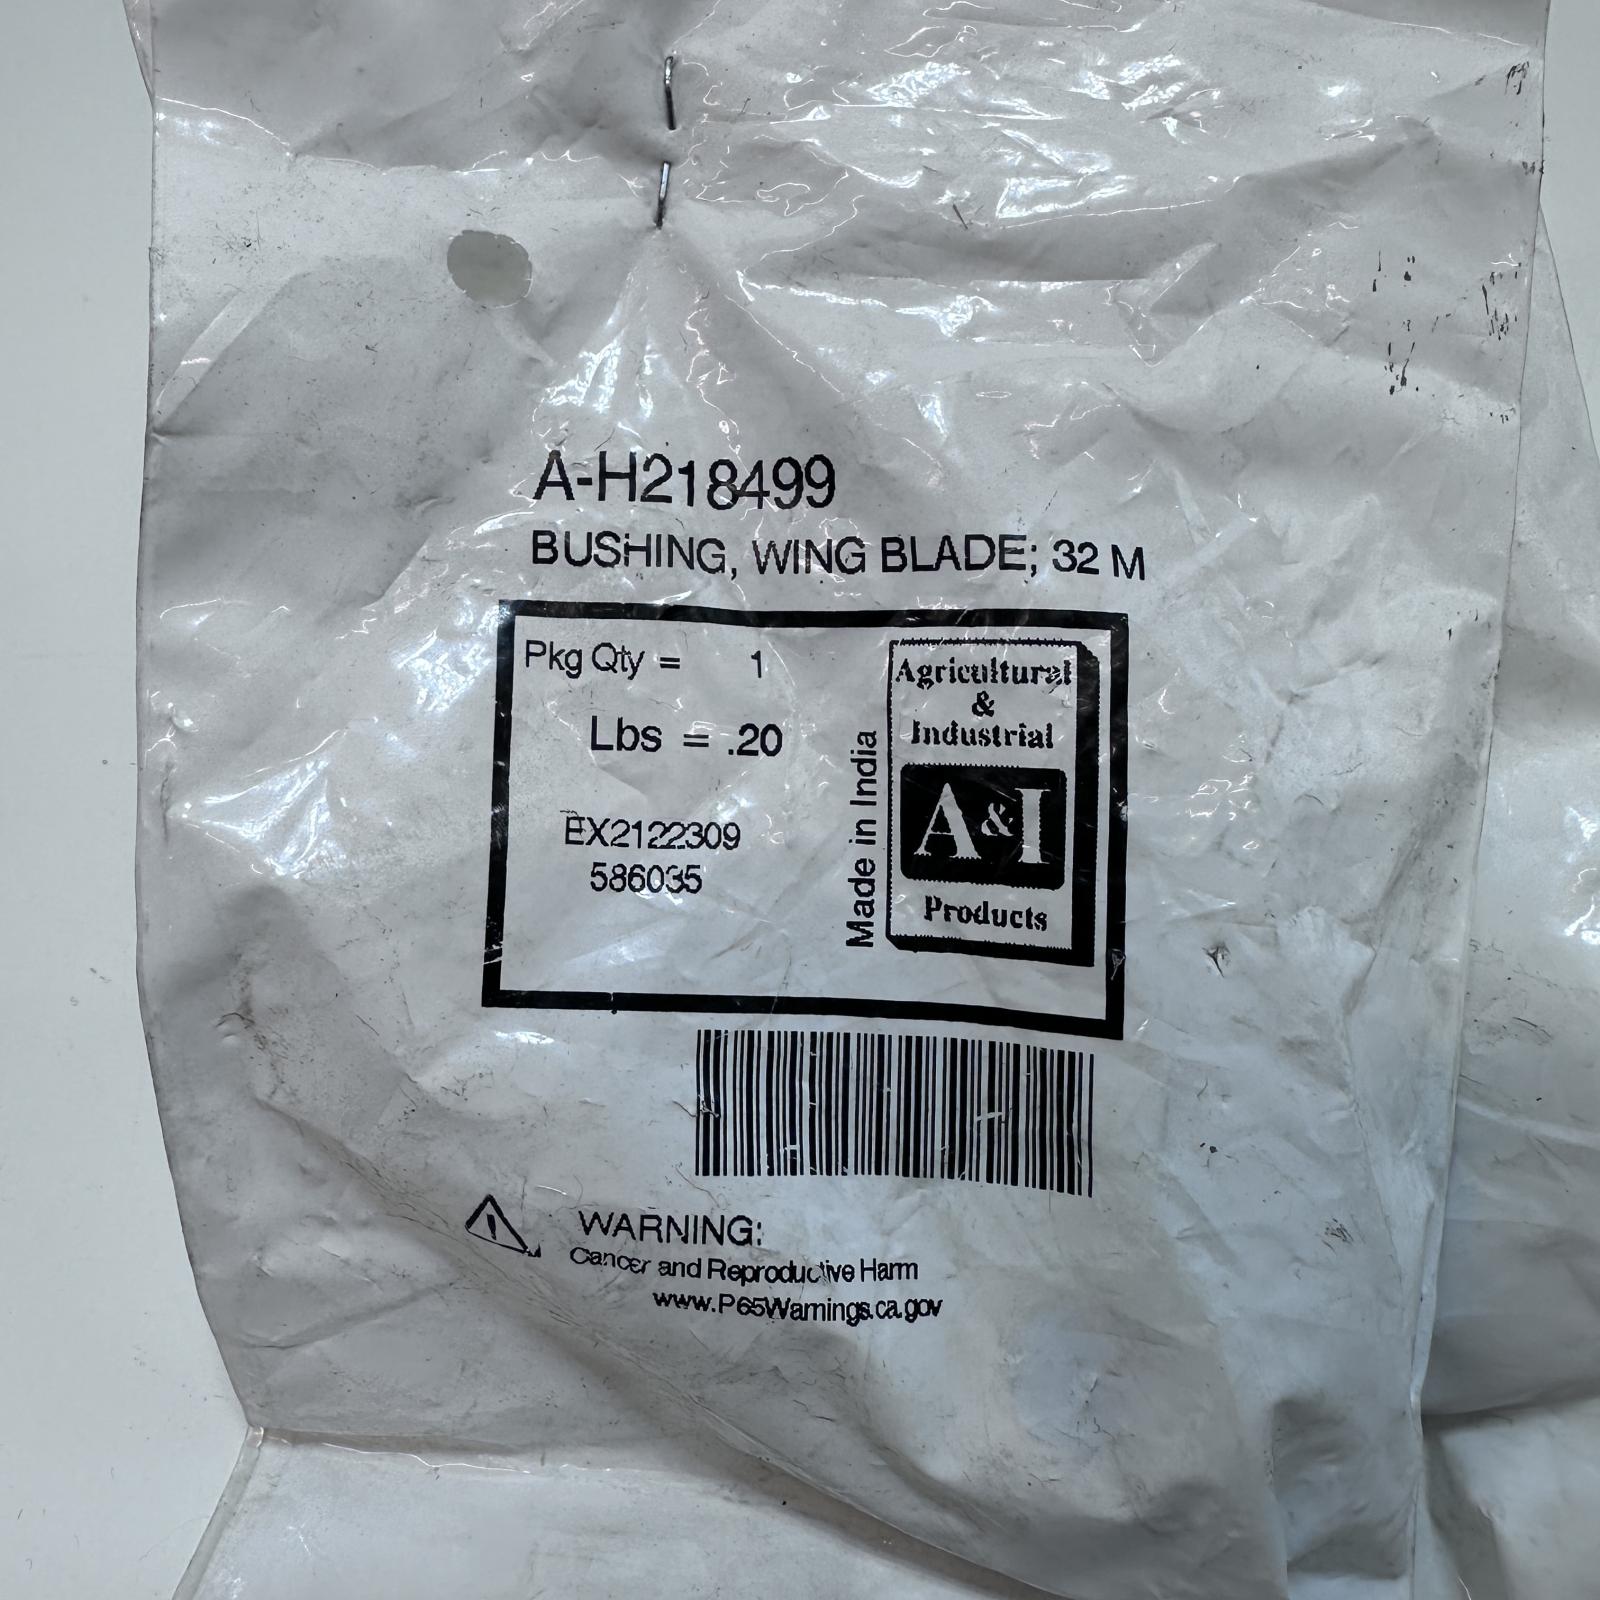 A-H218499
BUSHING, WING BLADE; 32 M
Pkg Qty = 1
Lbs = .20
EX2122309
586035
Made in India
Agricultural
&
Industrial
A&I
Products
WARNING:
Cancer and Reproductive Harm
www.P65Warnings.ca.gov